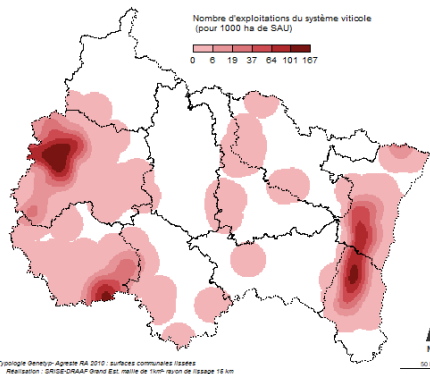 Nombre d'exploitations du système viticole
(pour 1000 ha de SAU)
0 6 19 37 64 101 167
N
50
Typologie Genetyp- Agreste RA 2010 : surfaces communales lissées
Réalisation : SRISE-DRAAF Grand Est, maille de 1km² rayon de lissage 15 km